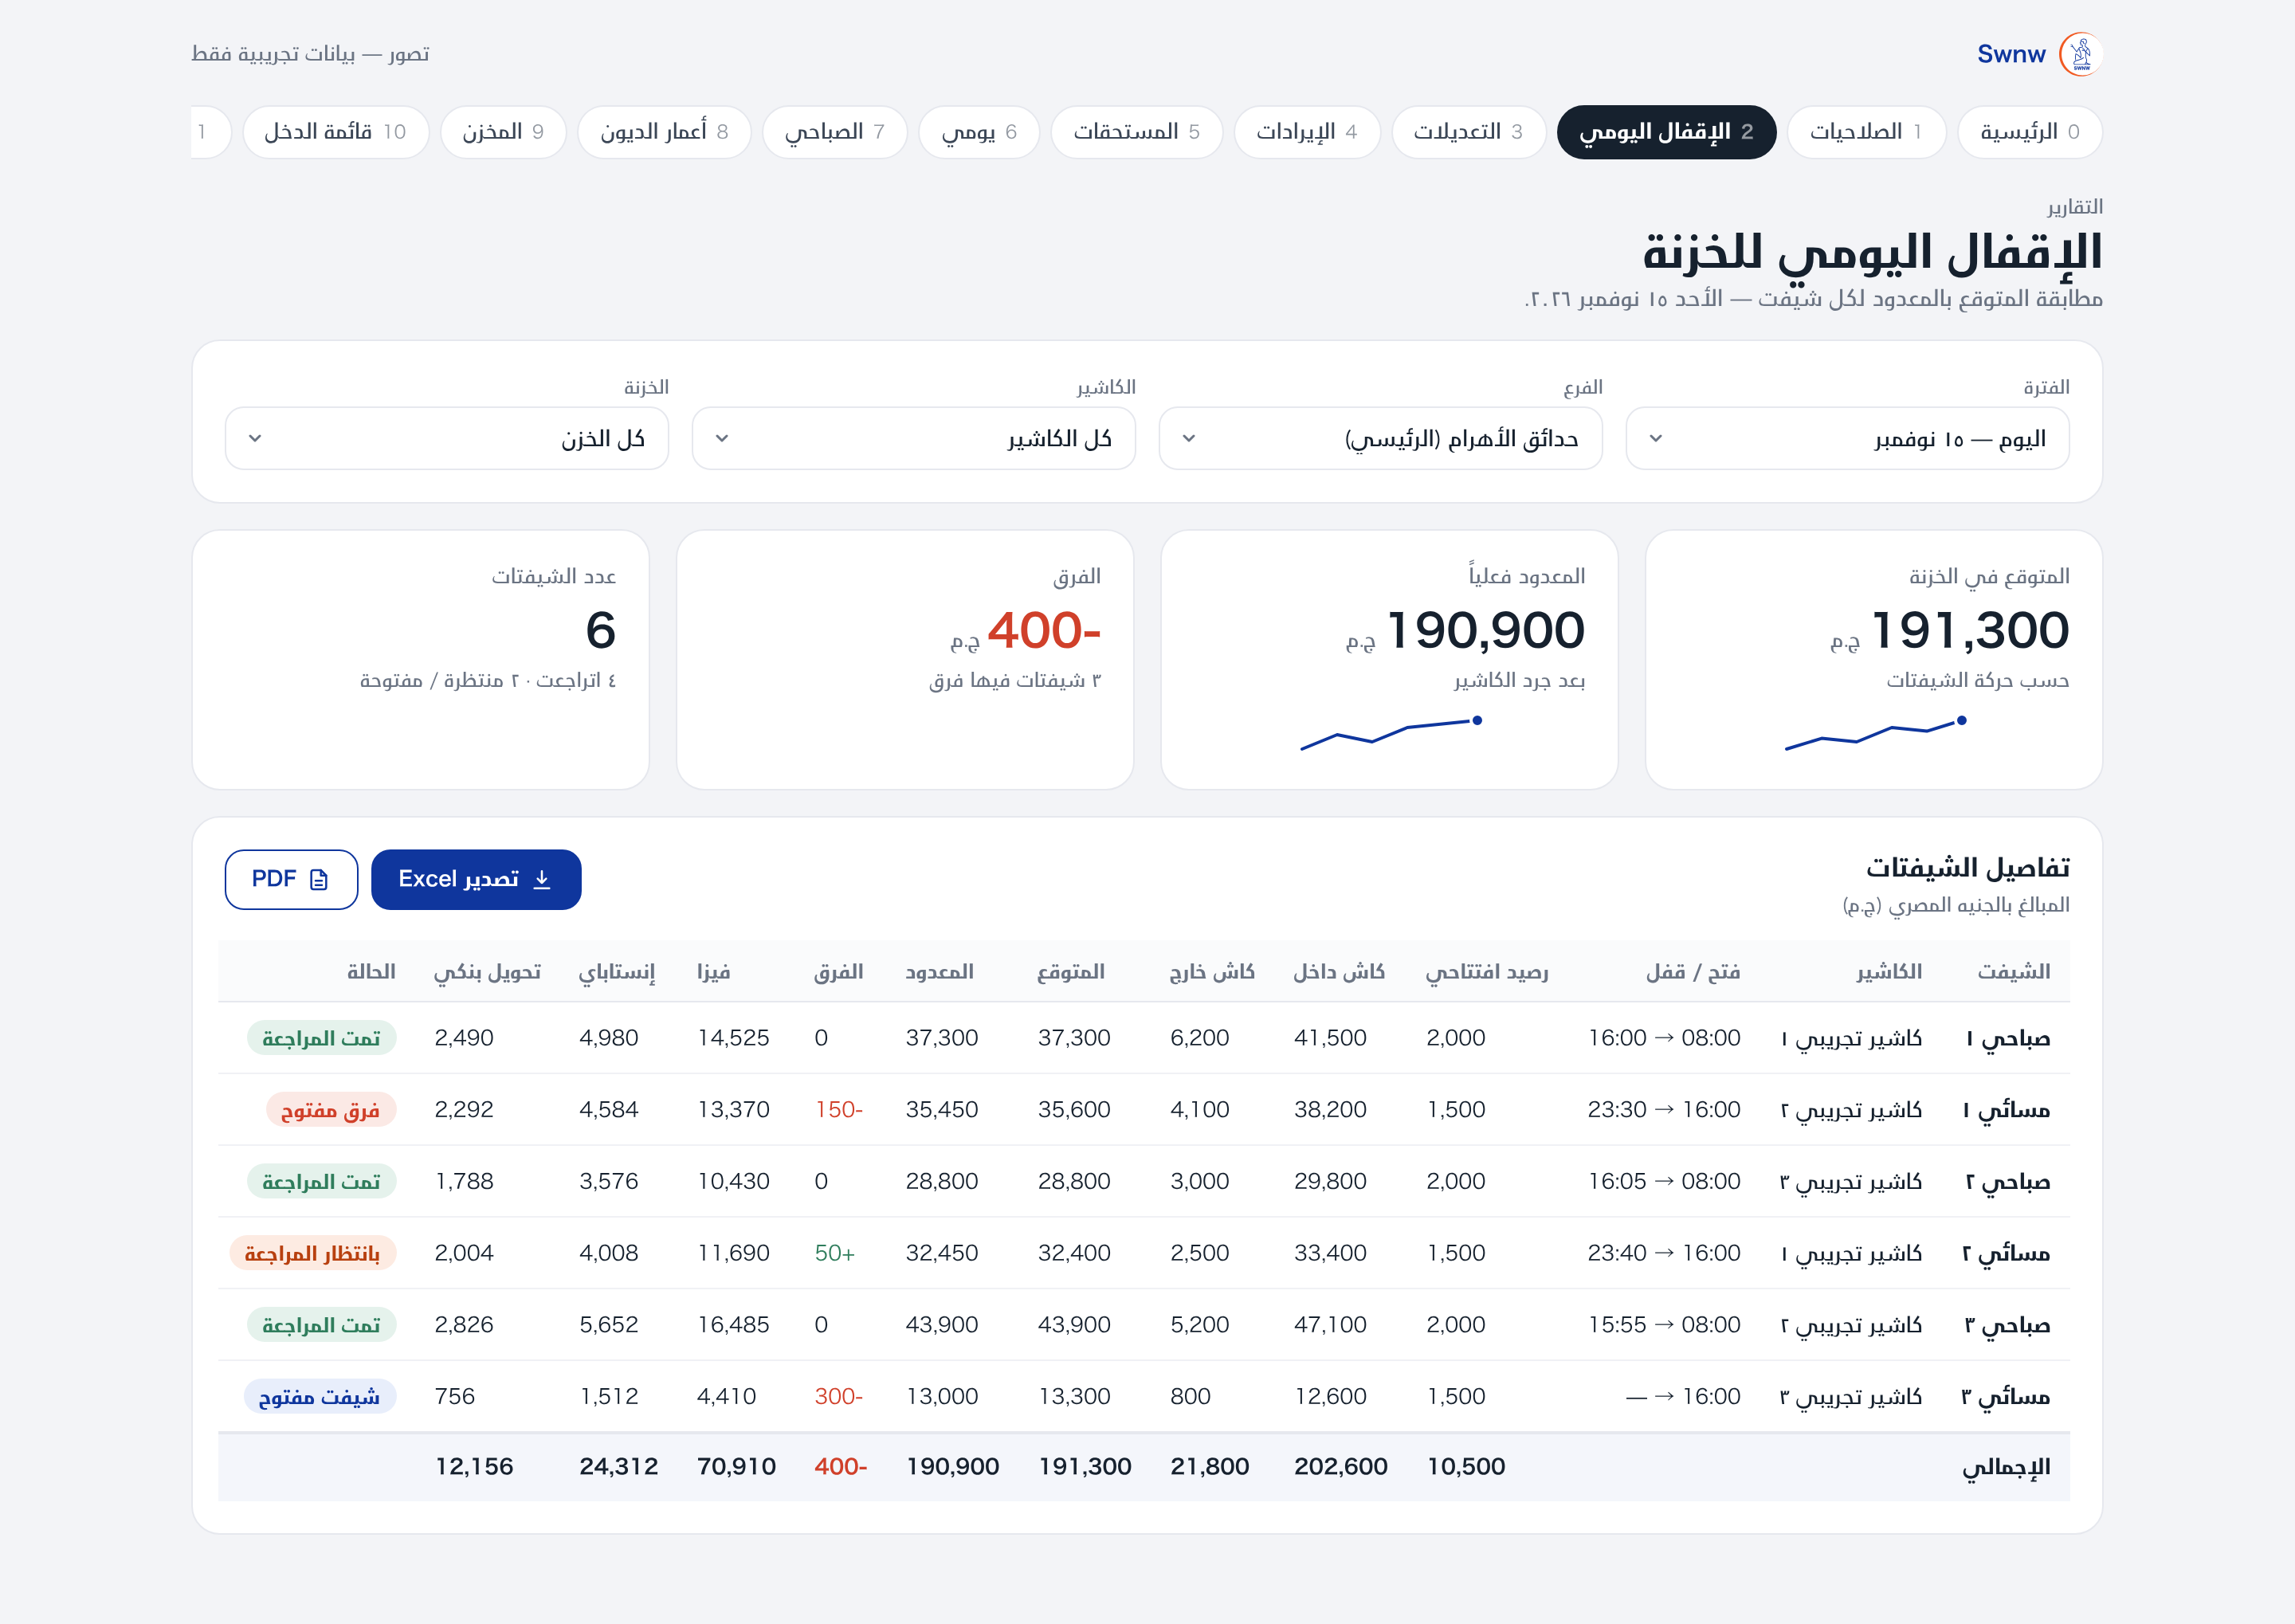 Swnw
SWNW
تصور — بيانات تجريبية فقط
0 الرئيسية 1 الصلاحيات 2 الإقفال اليومي 3 التعديلات 4 الإيرادات 5 المستحقات 6 يومي 7 الصباحي 8 أعمار الديون 9 المخزن 10 قائمة الدخل 1
التقارير
الإقفال اليومي للخزنة
مطابقة المتوقع بالمعدود لكل شيفت — الأحد ١٥ نوفمبر ٢٠٢٦.
الفترة الفرع الكاشير الخزنة
اليوم — ١٥ نوفمبر حدائق الأهرام (الرئيسي) كل الكاشير كل الخزن
المتوقع في الخزنة المعدود فعلياً الفرق عدد الشيفتات
191,300 ج.م 190,900 ج.م -400 ج.م 6
حسب حركة الشيفتات بعد جرد الكاشير ٣ شيفتات فيها فرق ٤ اتراجعت · ٢ منتظرة / مفتوحة
تفاصيل الشيفتات تصدير Excel PDF
المبالغ بالجنيه المصري (ج.م)
الشيفت الكاشير فتح / قفل رصيد افتتاحي كاش داخل كاش خارج المتوقع المعدود الفرق فيزا إنستاباي تحويل بنكي الحالة
صباحي ١ كاشير تجريبي ١ 08:00 → 16:00 2,000 41,500 6,200 37,300 37,300 0 14,525 4,980 2,490 تمت المراجعة
مسائي ١ كاشير تجريبي ٢ 16:00 → 23:30 1,500 38,200 4,100 35,600 35,450 -150 13,370 4,584 2,292 فرق مفتوح
صباحي ٢ كاشير تجريبي ٣ 08:00 → 16:05 2,000 29,800 3,000 28,800 28,800 0 10,430 3,576 1,788 تمت المراجعة
مسائي ٢ كاشير تجريبي ١ 16:00 → 23:40 1,500 33,400 2,500 32,400 32,450 +50 11,690 4,008 2,004 بانتظار المراجعة
صباحي ٣ كاشير تجريبي ٢ 08:00 → 15:55 2,000 47,100 5,200 43,900 43,900 0 16,485 5,652 2,826 تمت المراجعة
مسائي ٣ كاشير تجريبي ٣ 16:00 → — 1,500 12,600 800 13,300 13,000 -300 4,410 1,512 756 شيفت مفتوح
الإجمالي 10,500 202,600 21,800 191,300 190,900 -400 70,910 24,312 12,156